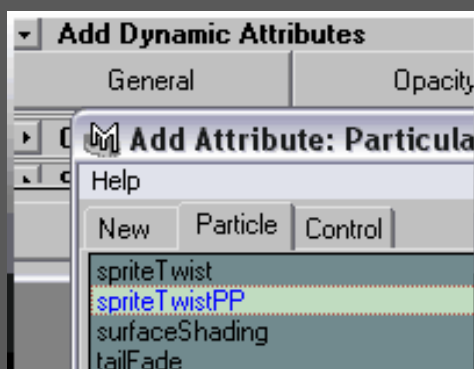 Add Dynamic Attributes
General Opacity
Add Attribute: Particula
Help
New Particle Control
spriteTwist
spriteTwistPP
surfaceShading
tailFade